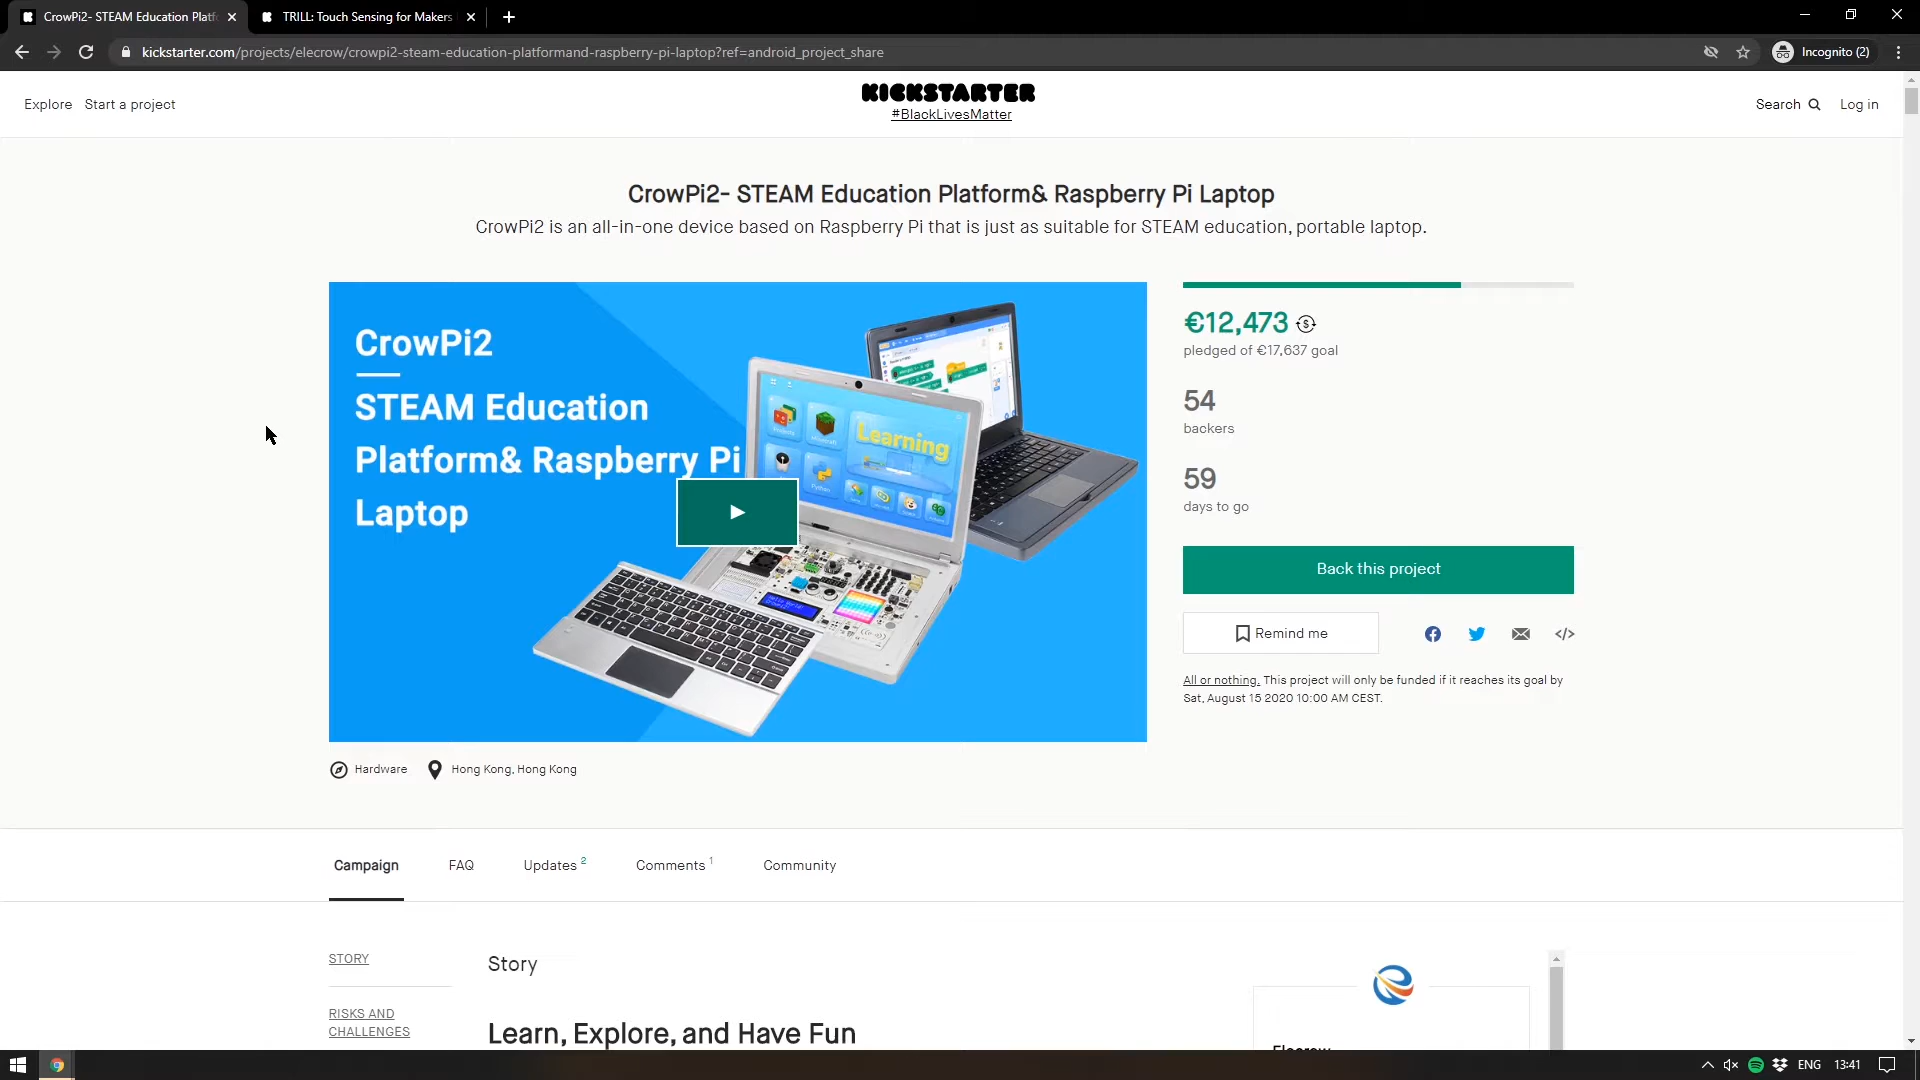 CrowPi2- STEAM Education Platf
TRILL: Touch Sensing for Makers
kickstarter.com/projects/elecrow/crowpi2-steam-education-platformand-raspberry-pi-laptop?ref=android_project_share
Incognito (2)
Explore
Start a project
KICKSTARTER
#BlackLivesMatter
Search
Log in
CrowPi2- STEAM Education Platform& Raspberry Pi Laptop
CrowPi2 is an all-in-one device based on Raspberry Pi that is just as suitable for STEAM education, portable laptop.
CrowPi2
STEAM Education
Platform& Raspberry Pi
Laptop
Learning
Minecraft
Python
€12,473
pledged of €17,637 goal
54
backers
59
days to go
Back this project
Remind me
All or nothing. This project will only be funded if it reaches its goal by
Sat, August 15 2020 10:00 AM CEST.
Hardware
Hong Kong, Hong Kong
Campaign
FAQ
Updates 2
Comments 1
Community
STORY
RISKS AND
CHALLENGES
Story
Learn, Explore, and Have Fun
Elecrow
ENG
13:41